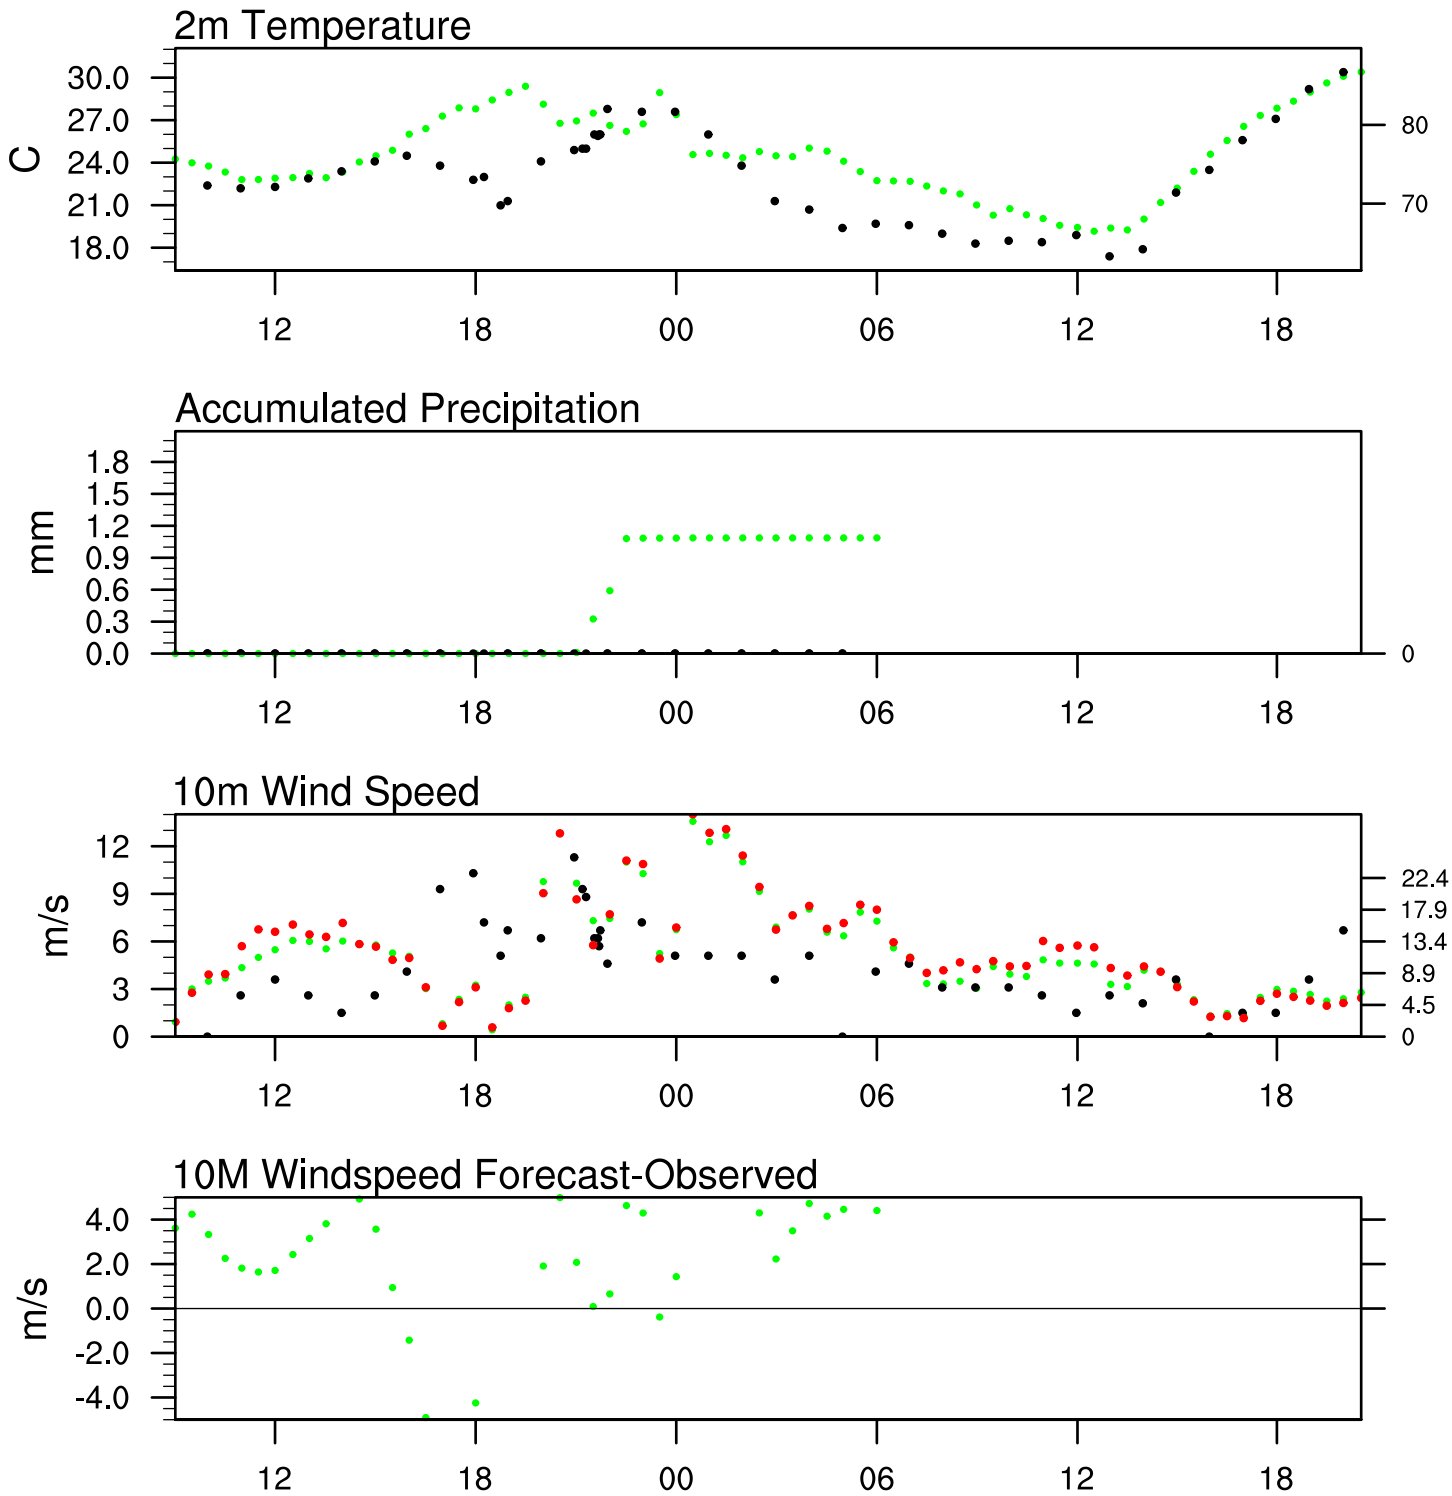 2m Temperature
30.0
27.0
80
24.0
C
21.0
70
18.0
12 18 00 06 12 18
Accumulated Precipitation
1.8
1.5
1.2
mm
0.9
0.6
0.3
0.0 0
12 18 00 06 12 18
10m Wind Speed
12
22.4
9
17.9
m/s
6 13.4
8.9
3
4.5
0 0
12 18 00 06 12 18
10M Windspeed Forecast-Observed
4.0
2.0
m/s
0.0
-2.0
-4.0
12 18 00 06 12 18